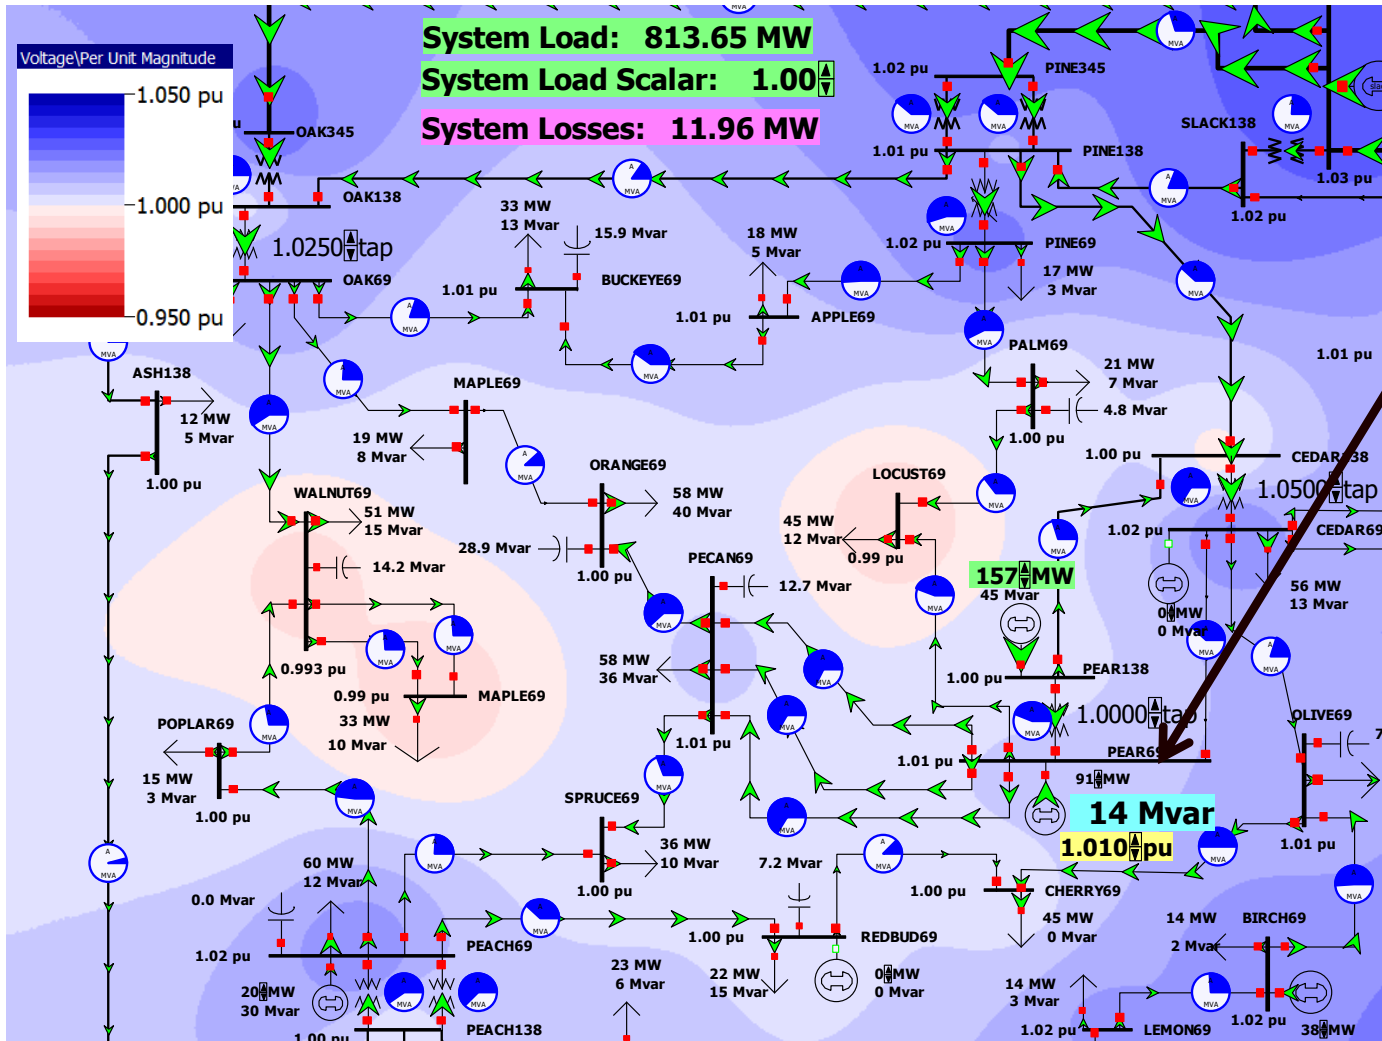 System Load: 813.65 MW
System Load Scalar: 1.00
System Losses: 11.96 MW
Voltage\Per Unit Magnitude
1.050 pu
1.000 pu
0.950 pu
OAK345
OAK138
1.0250 tap
OAK69
1.02 pu
PINE345
1.01 pu
PINE138
SLACK138
1.03 pu
1.02 pu
33 MW
13 Mvar
15.9 Mvar
1.01 pu
BUCKEYE69
18 MW
5 Mvar
1.01 pu
APPLE69
1.02 pu
PINE69
17 MW
3 Mvar
ASH138
12 MW
5 Mvar
1.00 pu
MAPLE69
19 MW
8 Mvar
PALM69
21 MW
7 Mvar
4.8 Mvar
1.00 pu
1.01 pu
ORANGE69
58 MW
40 Mvar
28.9 Mvar
1.00 pu
LOCUST69
45 MW
12 Mvar
0.99 pu
1.00 pu
CEDAR138
1.0500 tap
1.02 pu
CEDAR69
56 MW
13 Mvar
0 MW
0 Mvar
WALNUT69
51 MW
15 Mvar
14.2 Mvar
0.993 pu
0.99 pu
MAPLE69
33 MW
10 Mvar
PECAN69
12.7 Mvar
58 MW
36 Mvar
1.01 pu
157 MW
45 Mvar
1.00 pu
PEAR138
1.0000 tap
1.01 pu
PEAR69
91 MW
14 Mvar
1.010 pu
OLIVE69
7
1.01 pu
POPLAR69
15 MW
3 Mvar
1.00 pu
SPRUCE69
36 MW
10 Mvar
1.00 pu
60 MW
12 Mvar
0.0 Mvar
1.02 pu
PEACH69
20 MW
30 Mvar
1.00 pu
PEACH138
7.2 Mvar
1.00 pu
REDBUD69
22 MW
15 Mvar
0 MW
0 Mvar
23 MW
6 Mvar
1.00 pu
CHERRY69
45 MW
0 Mvar
14 MW
2 Mvar
BIRCH69
1.02 pu
38 MW
14 MW
3 Mvar
1.02 pu
LEMON69